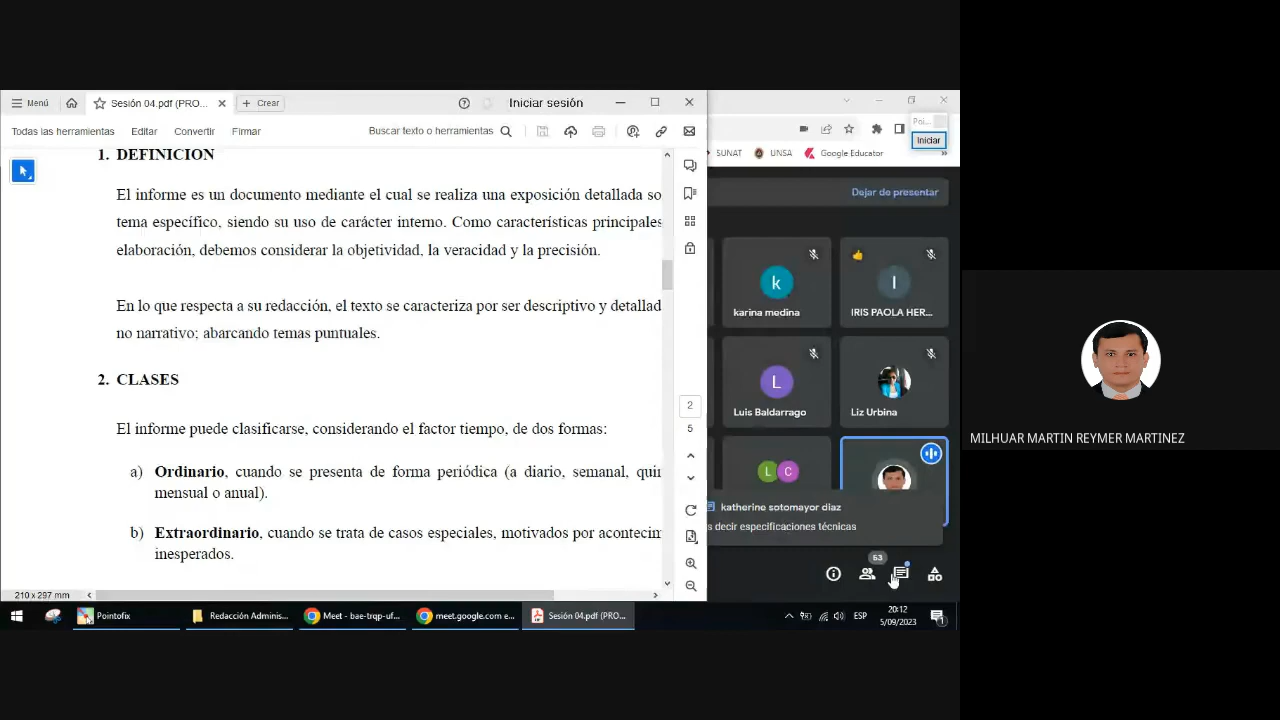 Menú
Sesión 04.pdf (PRO...
Crear
Iniciar sesión
Todas las herramientas
Editar
Convertir
Firmar
Buscar texto o herramientas
1. DEFINICION
El informe es un documento mediante el cual se realiza una exposición detallada so
tema específico, siendo su uso de carácter interno. Como características principales
elaboración, debemos considerar la objetividad, la veracidad y la precisión.
En lo que respecta a su redacción, el texto se caracteriza por ser descriptivo y detallad
no narrativo; abarcando temas puntuales.
2. CLASES
El informe puede clasificarse, considerando el factor tiempo, de dos formas:
a) Ordinario, cuando se presenta de forma periódica (a diario, semanal, quin
mensual o anual).
b) Extraordinario, cuando se trata de casos especiales, motivados por acontecim
inesperados.
2
5
210 x 297 mm
Poi...
Iniciar
SUNAT
UNSA
Google Educator
»
Dejar de presentar
k
karina medina
I
IRIS PAOLA HER...
L
Luis Baldarrago
Liz Urbina
L
C
katherine sotomayor diaz
s decir especificaciones técnicas
53
MILHUAR MARTIN REYMER MARTINEZ
Pointofix
Redacción Adminis...
Meet - bae-trqp-uf...
meet.google.com e...
Sesión 04.pdf (PRO...
ESP
20:12
5/09/2023
1